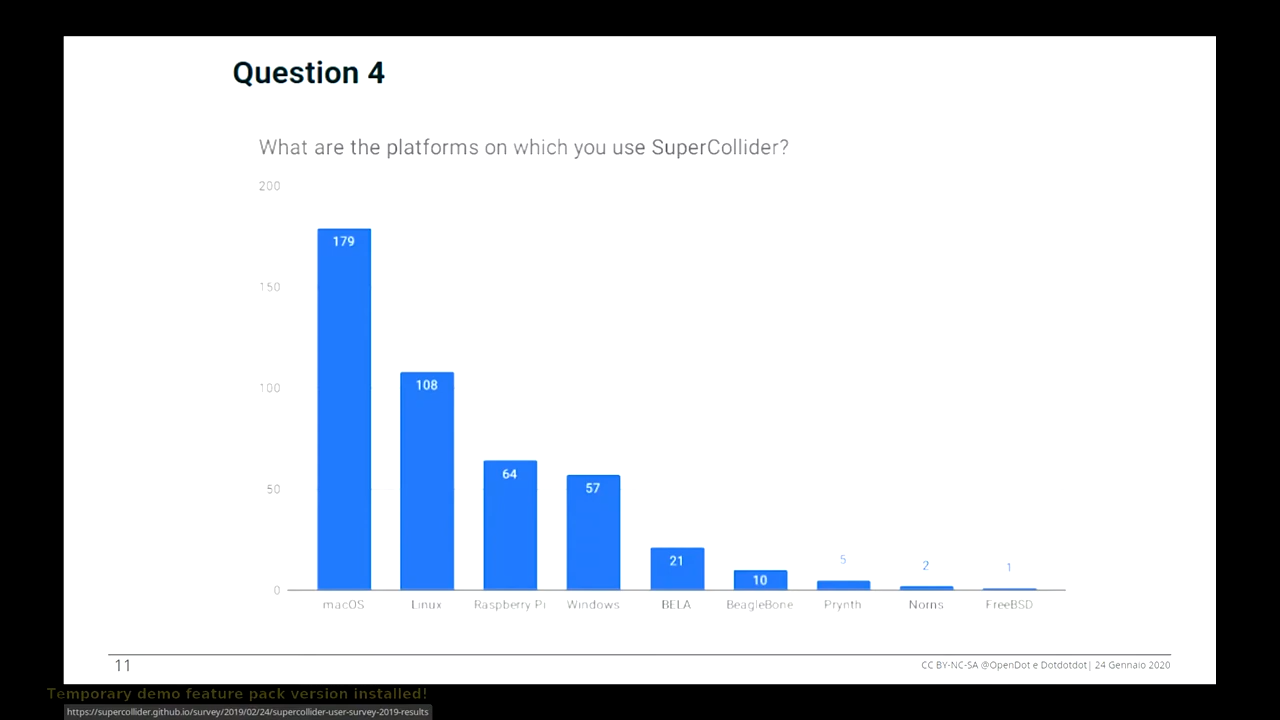 Question 4
What are the platforms on which you use SuperCollider?
200
150
100
50
0
179
108
64
57
21
10
5
2
1
macOS Linux Raspberry Pi Windows BELA BeagleBone Prynth Norns FreeBSD
11
CC BY-NC-SA @OpenDot e Dotdotdot| 24 Gennaio 2020
Temporary demo feature pack version installed!
https://supercollider.github.io/survey/2019/02/24/supercollider-user-survey-2019-results